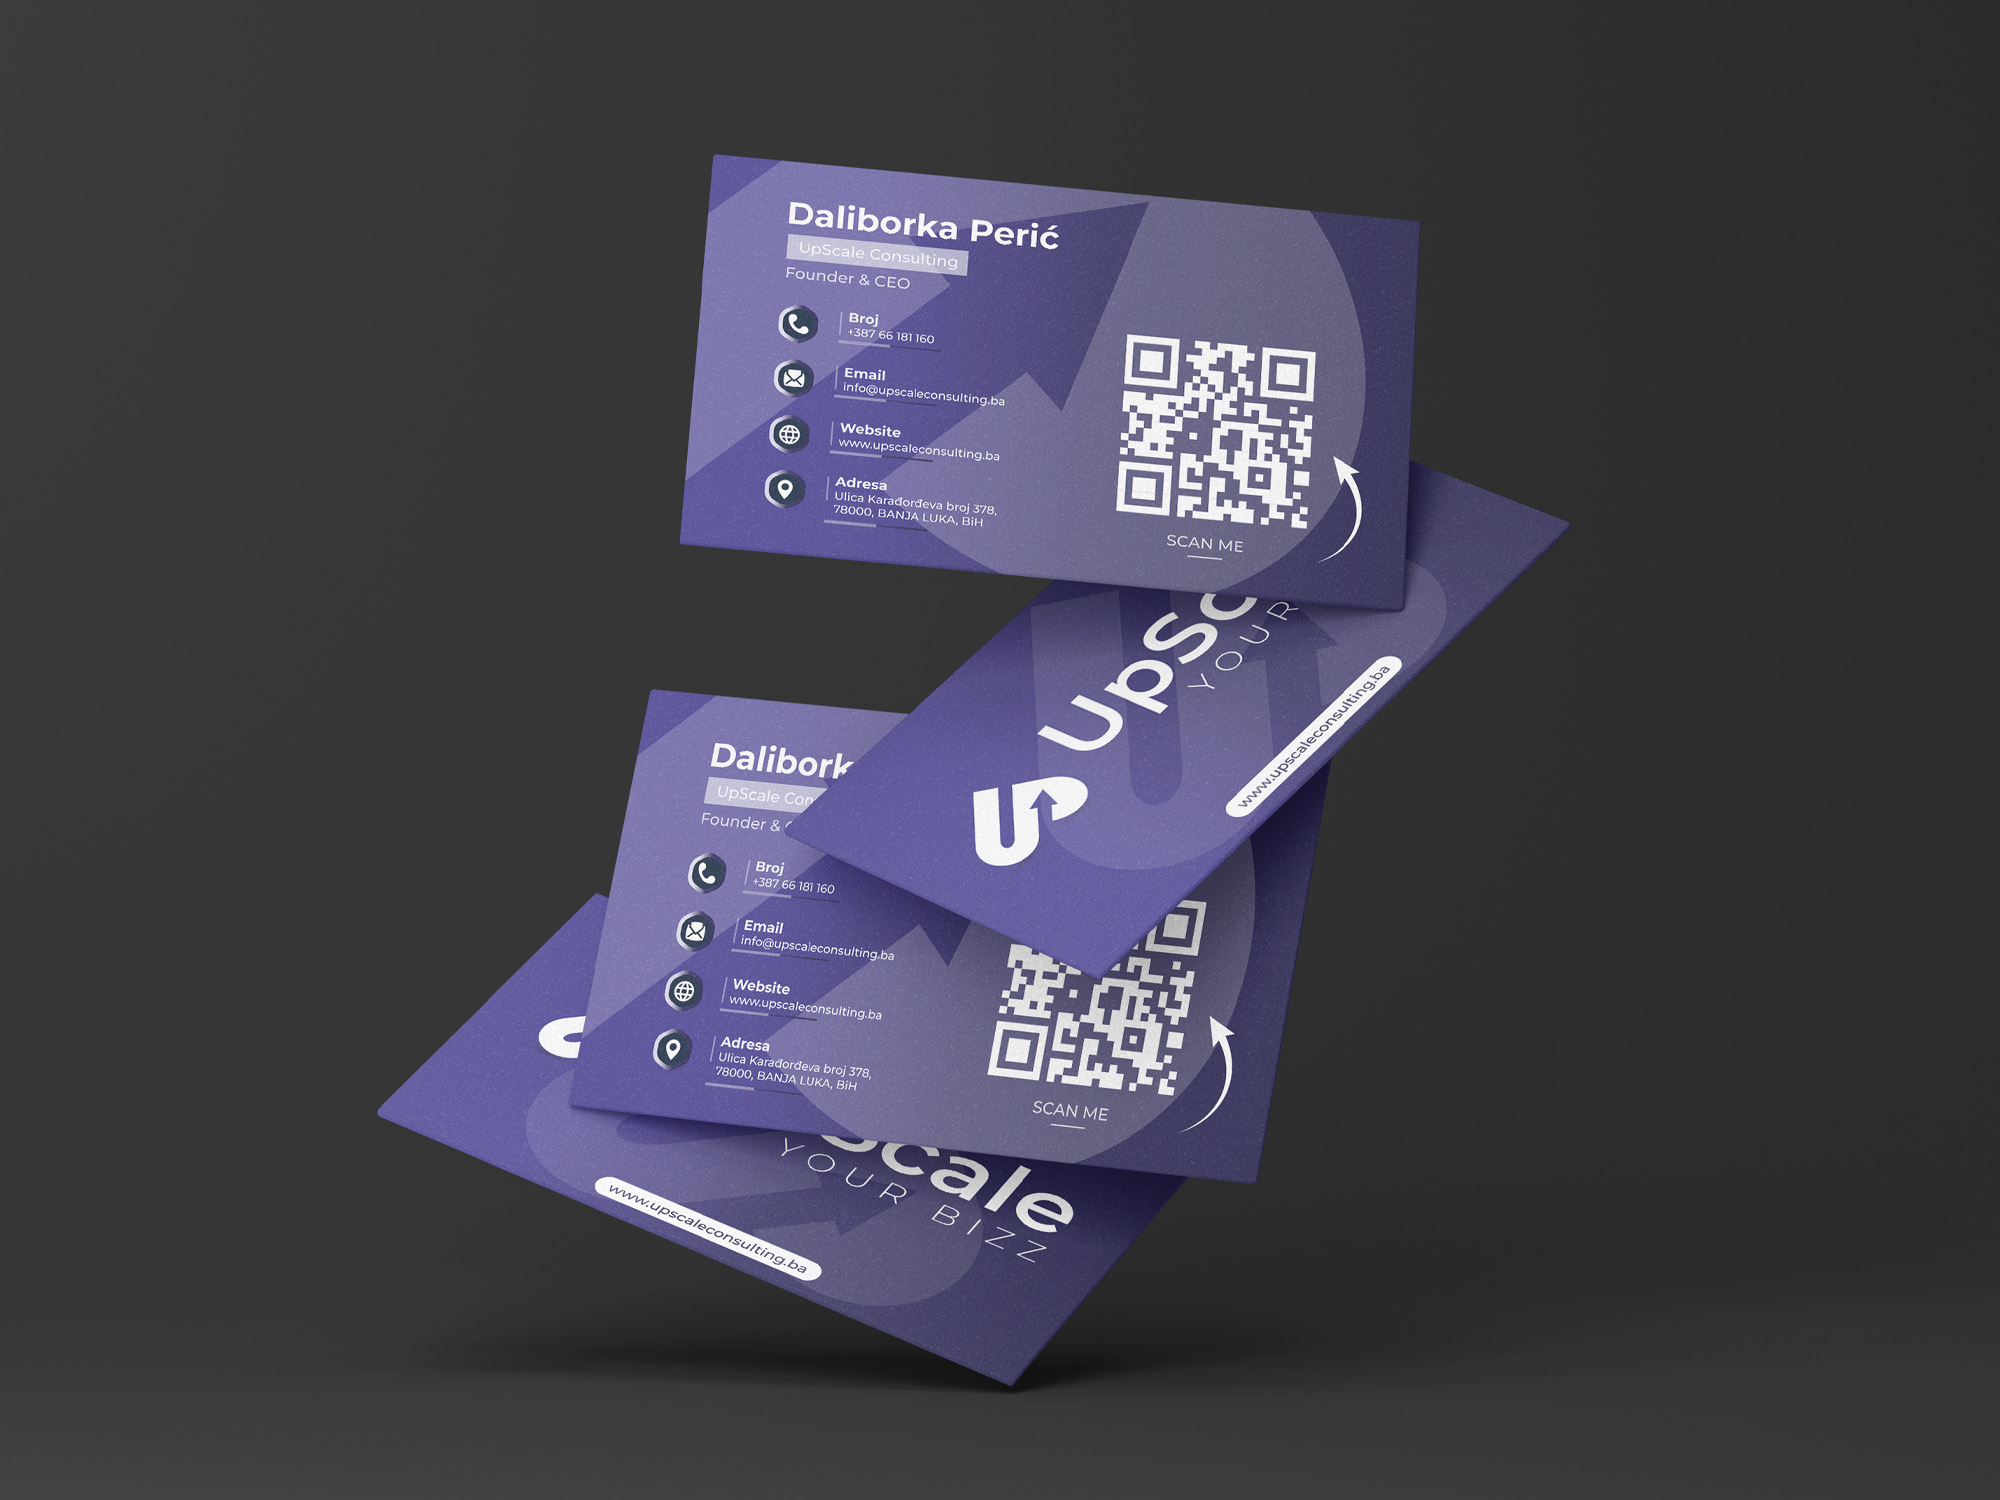 Daliborka Perić
UpScale Consulting
Founder & CEO
Broj
+387 66 181 160
Email
info@upscaleconsulting.ba
Website
www.upscaleconsulting.ba
Adresa
Ulica Karađorđeva broj 378,
78000, BANJA LUKA, BiH
SCAN ME
UpSc
YOUR
www.upscaleconsulting.ba
Dalibork
UpScale Con
Founder &
Broj
+387 66 181 160
Email
info@upscaleconsulting.ba
Website
www.upscaleconsulting.ba
Adresa
Ulica Karađorđeva broj 378,
78000, BANJA LUKA, BiH
SCAN ME
Scale
YOUR BIZZ
www.upscaleconsulting.ba